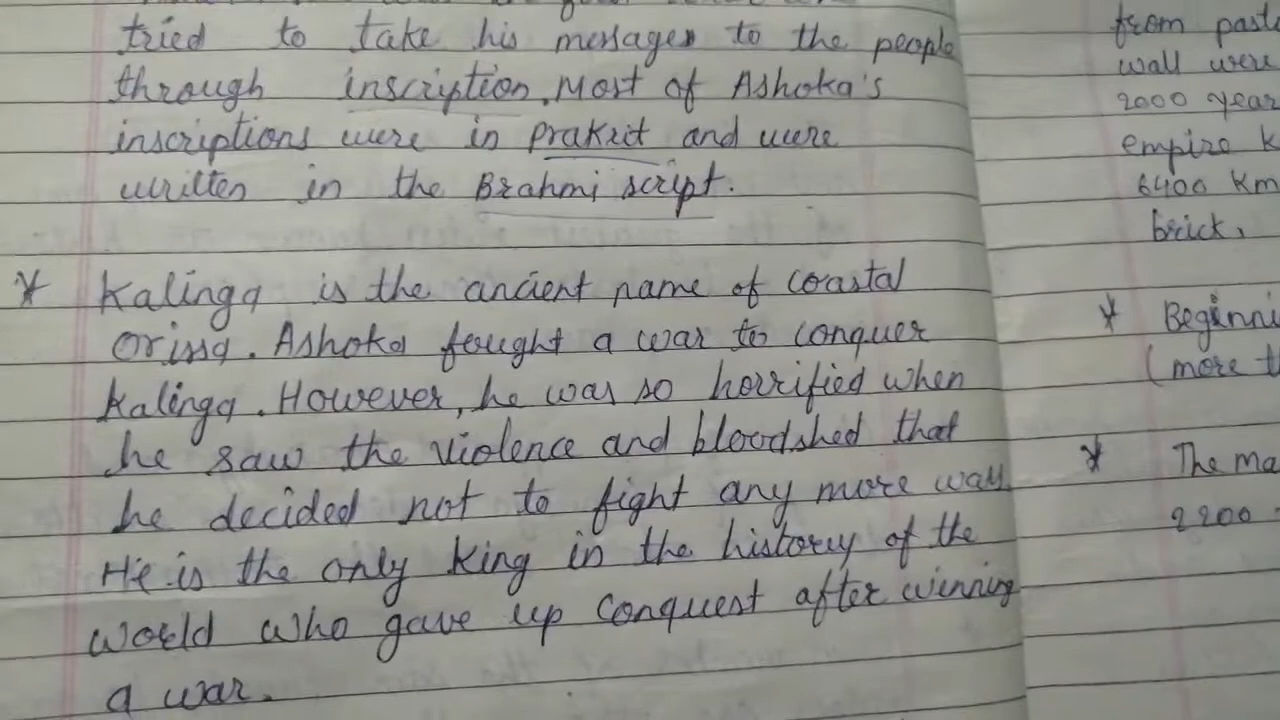 tried to take his messages to the people
through inscription. Most of Ashoka's
inscriptions were in prakrit and were
written in the Brahmi script.
* Kalinga is the ancient name of coastal
Orissa. Ashoka fought a war to conquer
Kalinga. However, he was so horrified when
he saw the violence and bloodshed that
he decided not to fight any more wars.
He is the only king in the history of the
world who gave up conquest after winning
a war.
from past
wall were
2000 year
empire k
6400 Km
brick,
* Beginni
(more t
* The Ma
2200